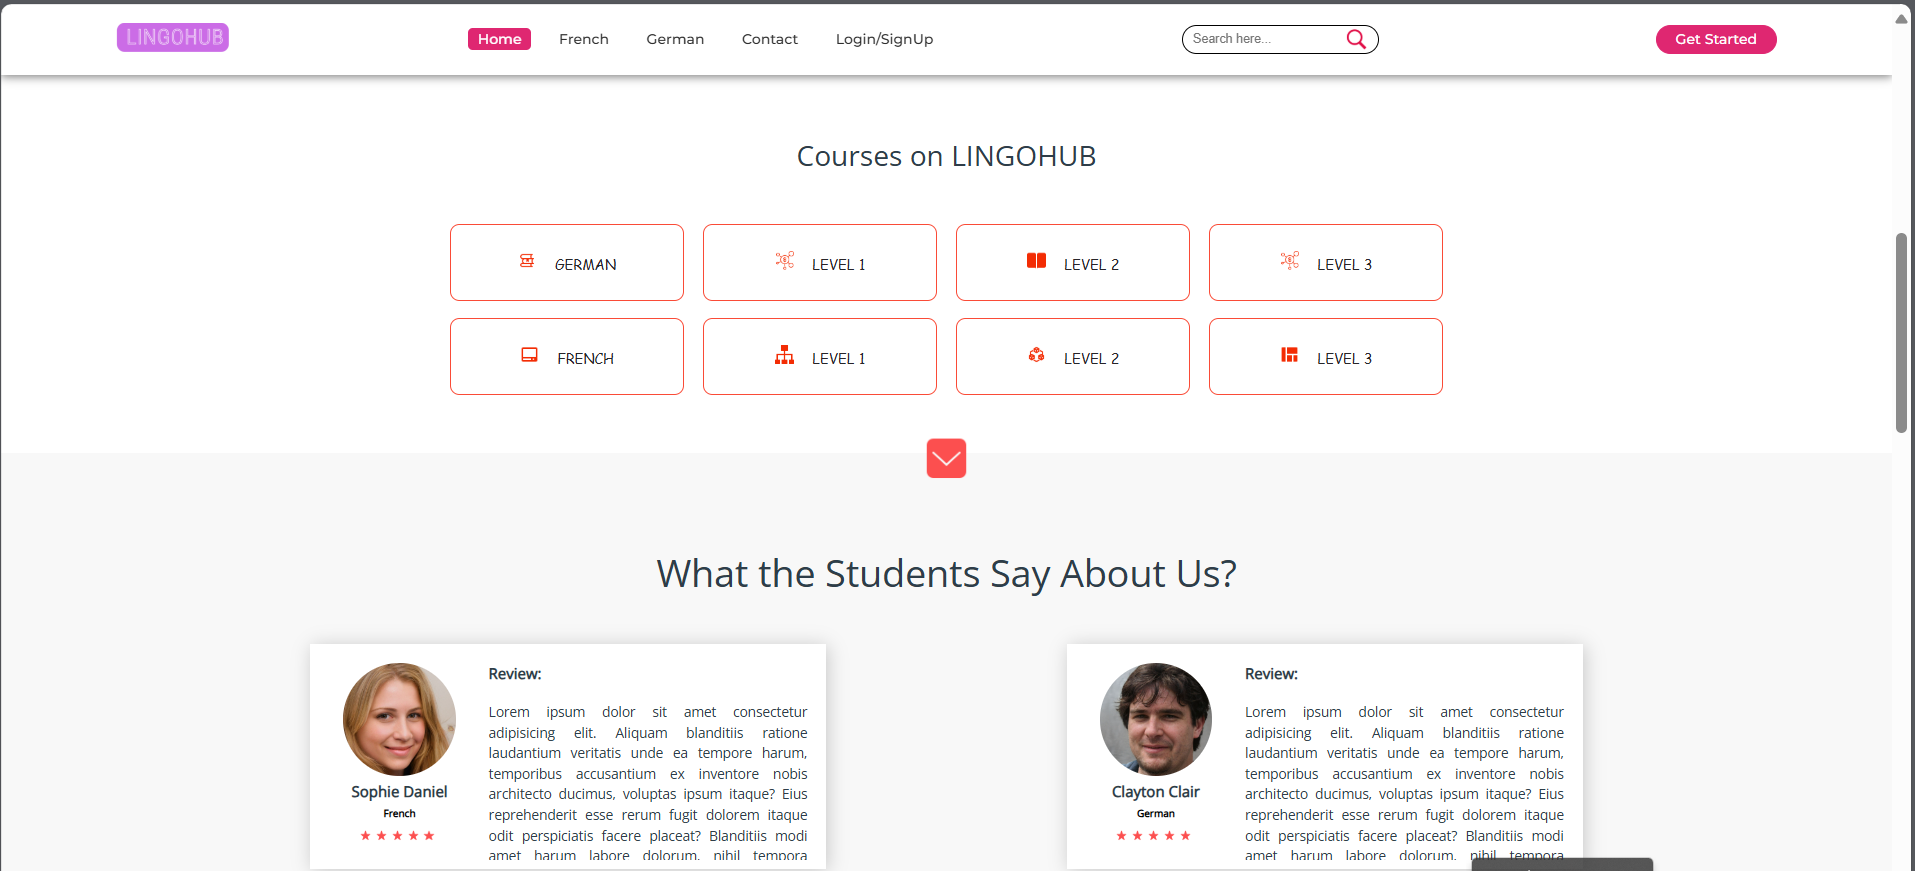 LINGOHUB
Home French German Contact Login/SignUp
Search here...
Get Started
Courses on LINGOHUB
GERMAN LEVEL 1 LEVEL 2 LEVEL 3
FRENCH LEVEL 1 LEVEL 2 LEVEL 3
What the Students Say About Us?
Sophie Daniel
French
Review:
Lorem ipsum dolor sit amet consectetur
adipisicing elit. Aliquam blanditiis ratione
laudantium veritatis unde ea tempore harum,
temporibus accusantium ex inventore nobis
architecto ducimus, voluptas ipsum itaque? Eius
reprehenderit esse rerum fugit dolorem itaque
odit perspiciatis facere placeat? Blanditiis modi
amet harum labore dolorum, nihil tempora
Clayton Clair
German
Review:
Lorem ipsum dolor sit amet consectetur
adipisicing elit. Aliquam blanditiis ratione
laudantium veritatis unde ea tempore harum,
temporibus accusantium ex inventore nobis
architecto ducimus, voluptas ipsum itaque? Eius
reprehenderit esse rerum fugit dolorem itaque
odit perspiciatis facere placeat? Blanditiis modi
amet harum labore dolorum, nihil tempora